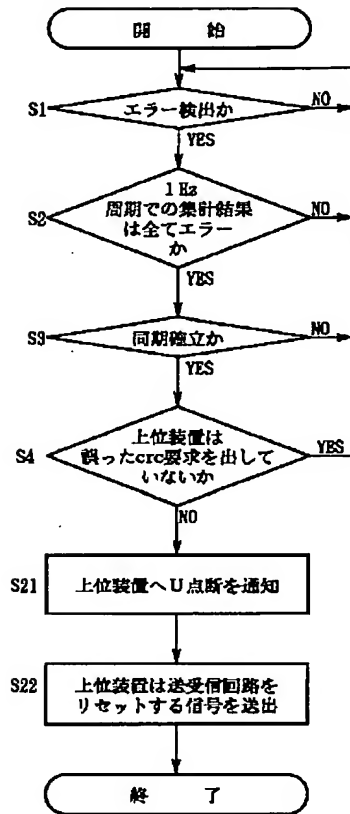 開 始
S1
エラー検出か
NO
YES
S2
1 Hz
周期での集計結果
は全てエラー
か
NO
YES
S3
同期確立か
NO
YES
S4
上位装置は
誤ったcrc要求を出して
いないか
YES
NO
S21
上位装置へU点断を通知
S22
上位装置は送受信回路を
リセットする信号を送出
終 了